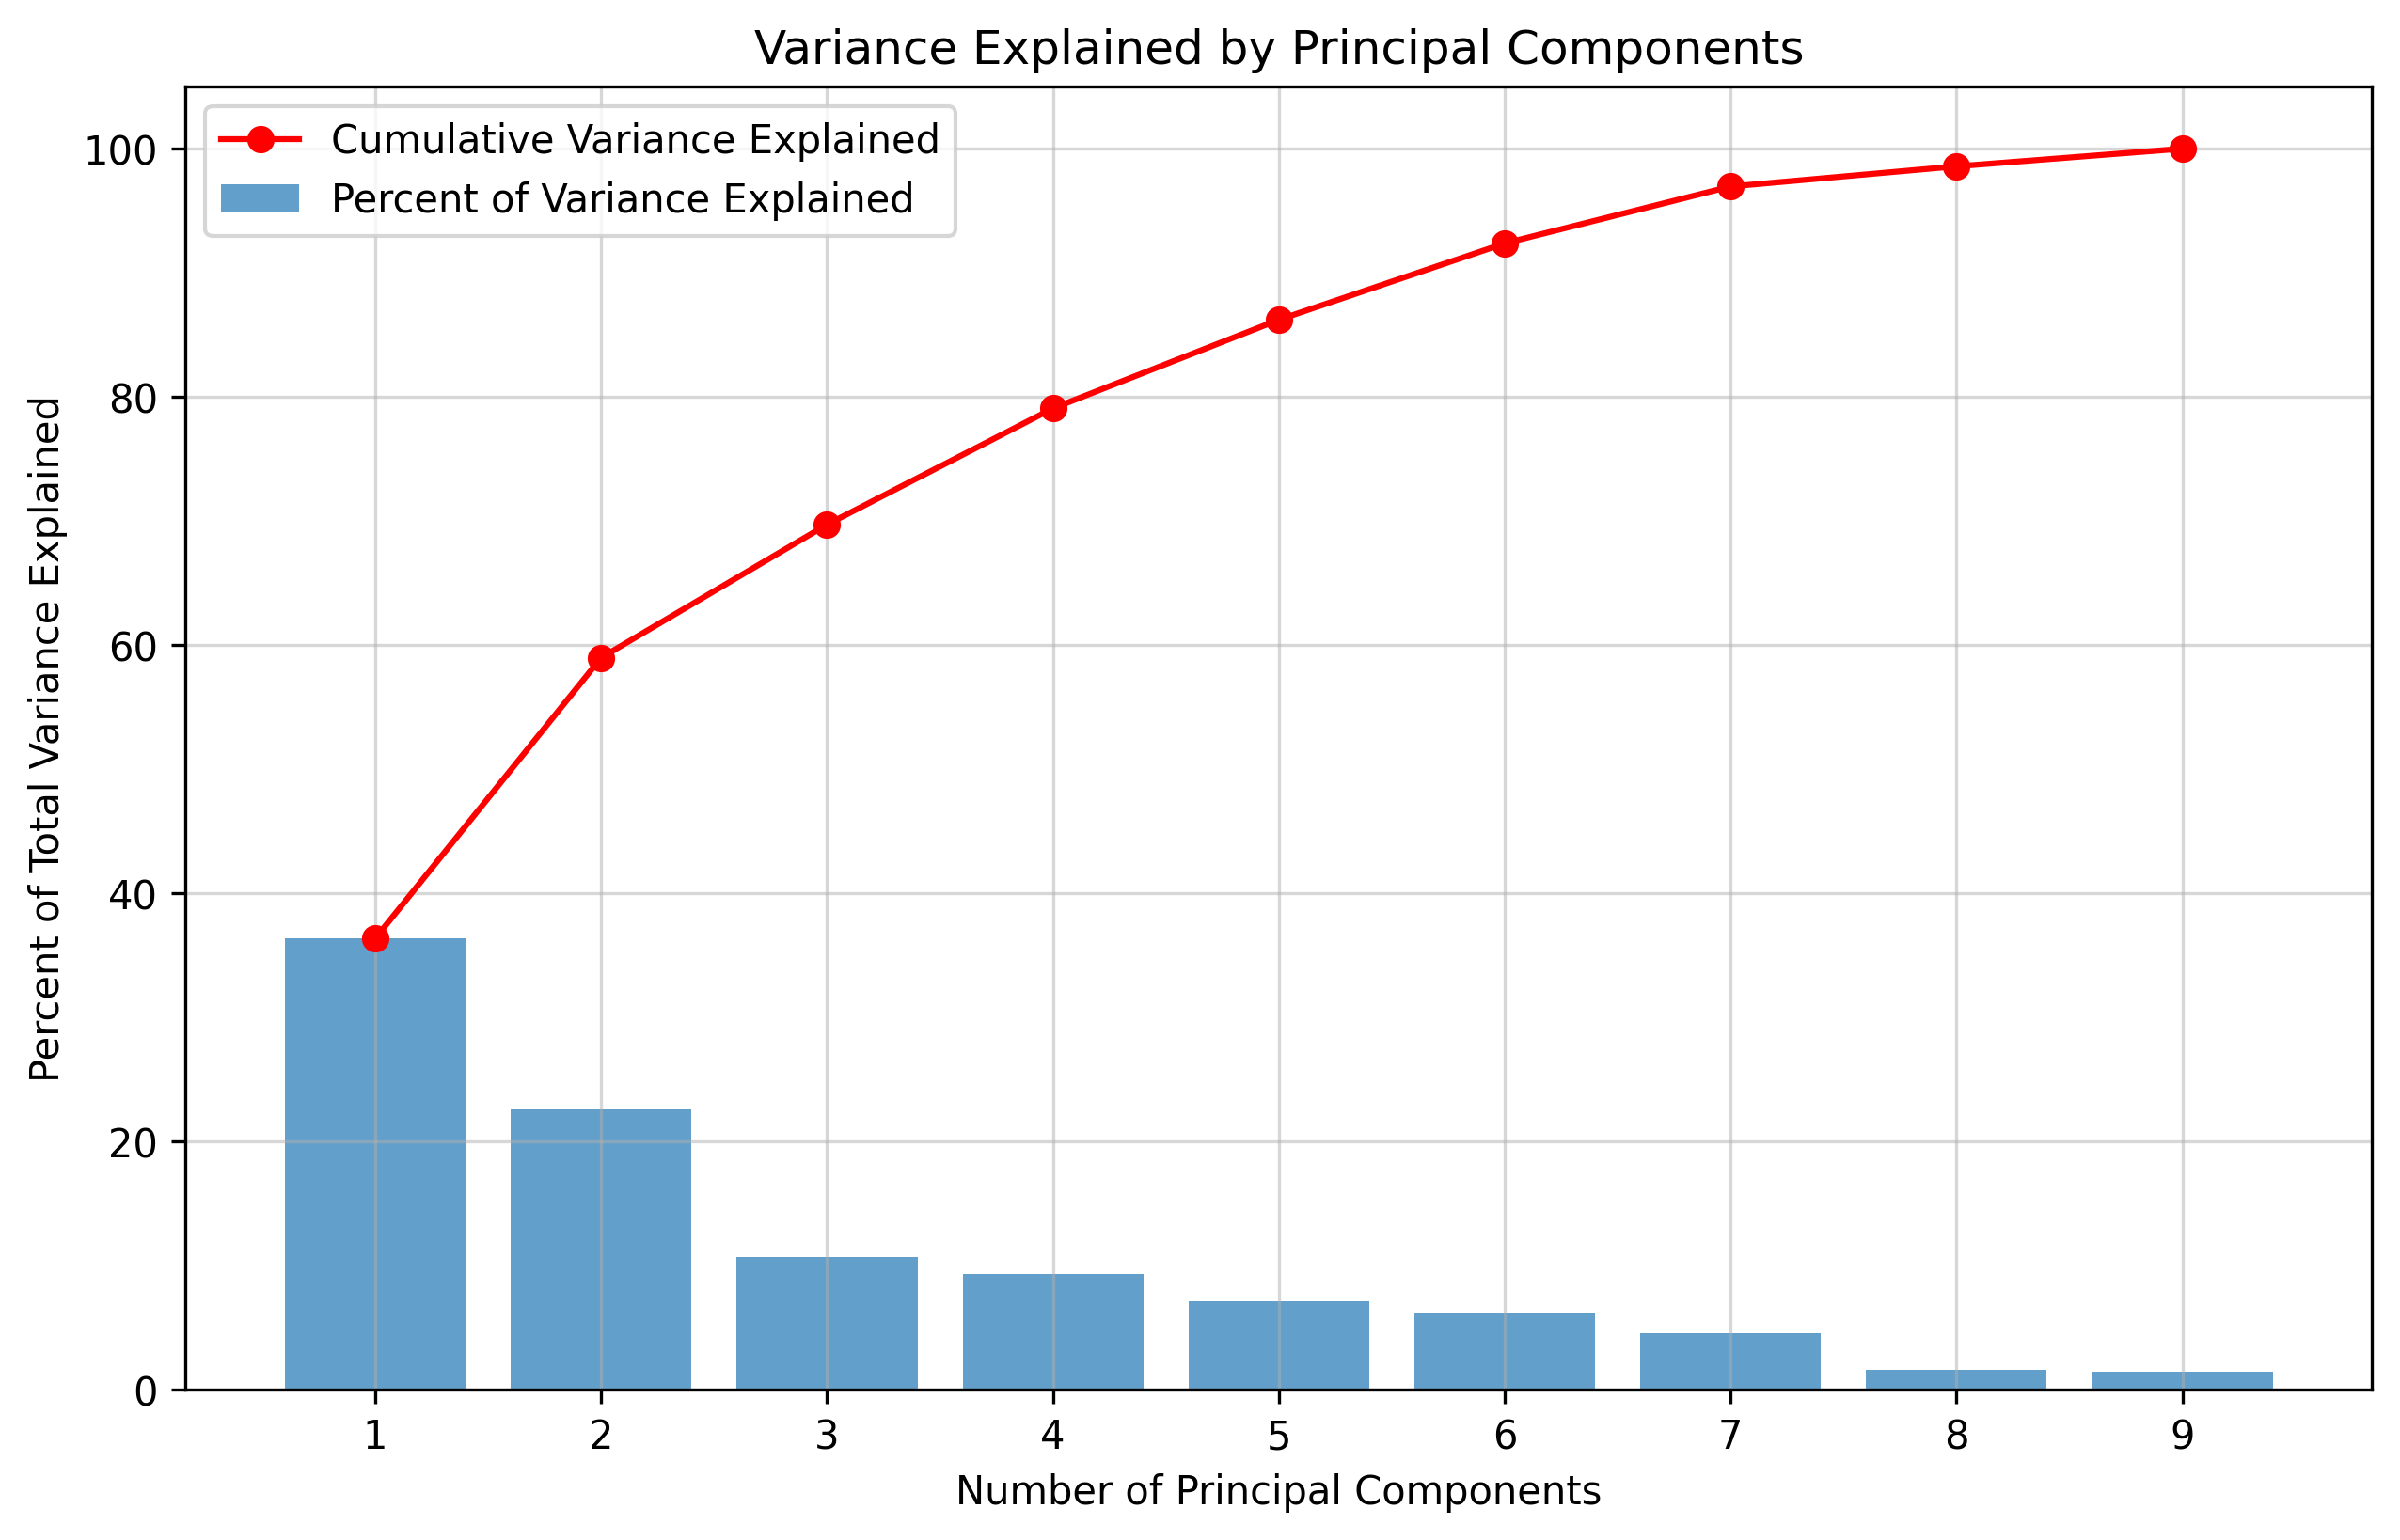 Variance Explained by Principal Components
Cumulative Variance Explained
Percent of Variance Explained
Percent of Total Variance Explained
100
80
60
40
20
0
1 2 3 4 5 6 7 8 9
Number of Principal Components